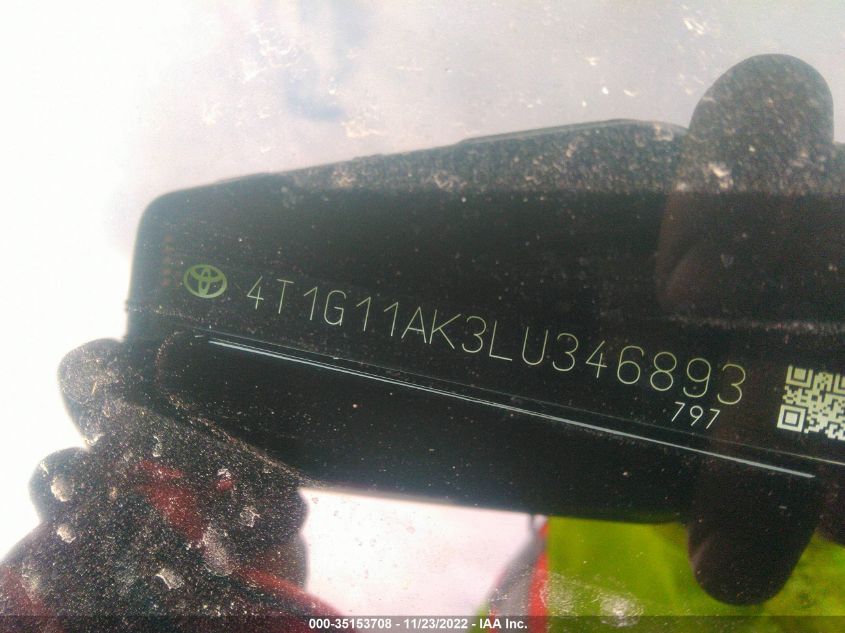 4T1G11AK3LU346893
797
000-35153708 - 11/23/2022 - IAA Inc.